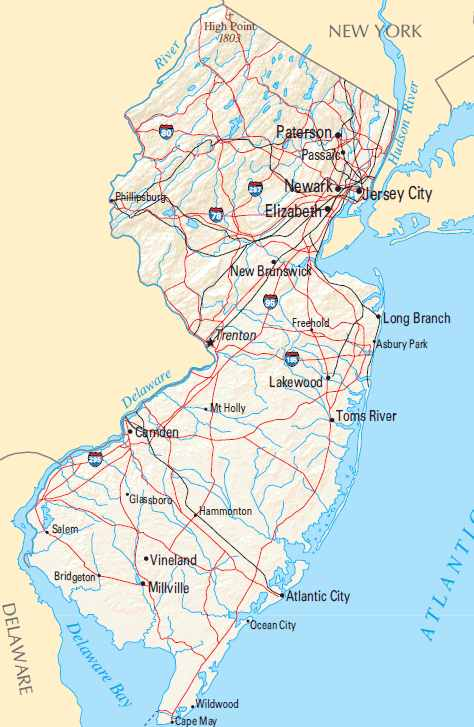 High Point
1803
NEW YORK
River
Hudson River
80
Paterson
Passaic
287
Newark
Jersey City
Phillipsburg
78
Elizabeth
New Brunswick
95
Long Branch
Freehold
Trenton
Asbury Park
195
Lakewood
Delaware
Mt Holly
Toms River
Camden
Glassboro
Hammonton
Salem
Vineland
Bridgeton
Millville
Atlantic City
ATLANTIC
DELAWARE
Delaware Bay
Ocean City
Wildwood
Cape May